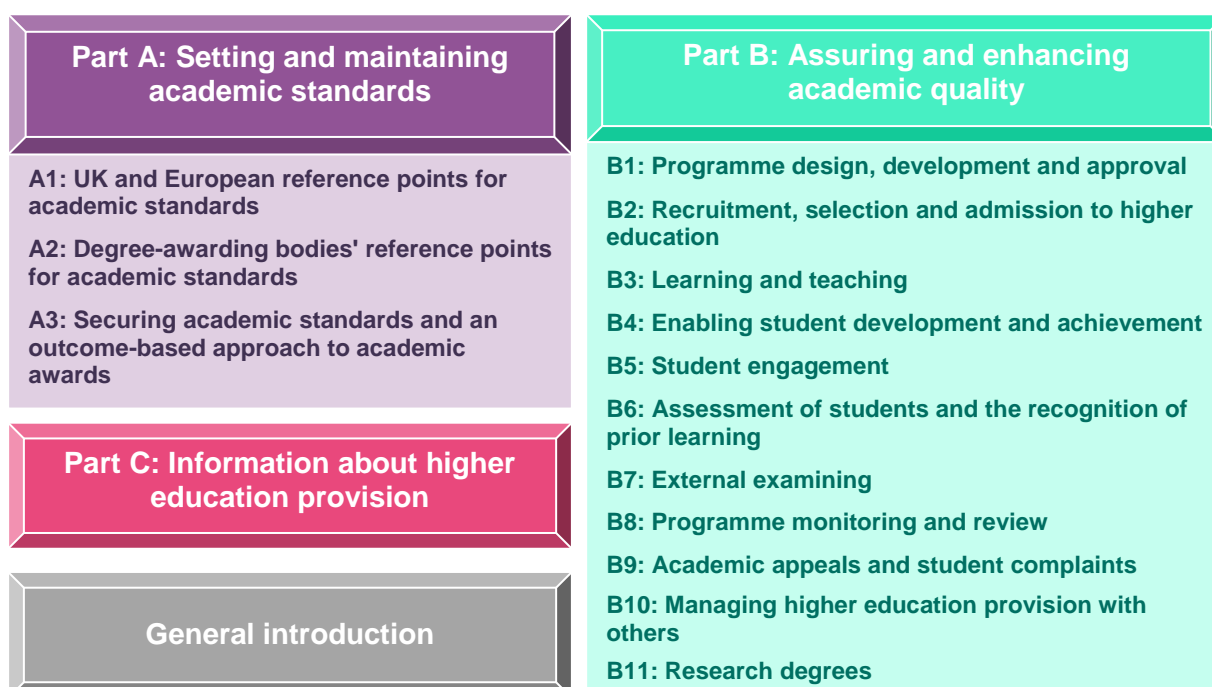 Part A: Setting and maintaining
academic standards
A1: UK and European reference points for
academic standards
A2: Degree-awarding bodies' reference points
for academic standards
A3: Securing academic standards and an
outcome-based approach to academic
awards
Part C: Information about higher
education provision
General introduction
Part B: Assuring and enhancing
academic quality
B1: Programme design, development and approval
B2: Recruitment, selection and admission to higher
education
B3: Learning and teaching
B4: Enabling student development and achievement
B5: Student engagement
B6: Assessment of students and the recognition of
prior learning
B7: External examining
B8: Programme monitoring and review
B9: Academic appeals and student complaints
B10: Managing higher education provision with
others
B11: Research degrees